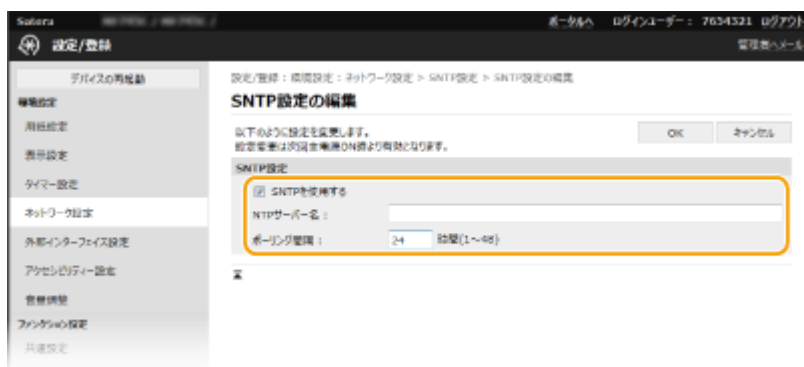 Satera
ポータルへ ログインユーザー： 7654321 ログアウト
設定/登録
管理者へメール
デバイスの再起動
環境設定
用紙設定
表示設定
タイマー設定
ネットワーク設定
外部インターフェイス設定
アクセシビリティー設定
音量調整
ファンクション設定
共通設定
設定/登録：環境設定：ネットワーク設定 > SNTP設定 > SNTP設定の編集
SNTP設定の編集
以下のように設定を変更します。
設定変更は次回主電源ON時より有効となります。
OK キャンセル
SNTP設定
SNTPを使用する
NTPサーバー名：
ポーリング間隔： 24 時間(1～48)